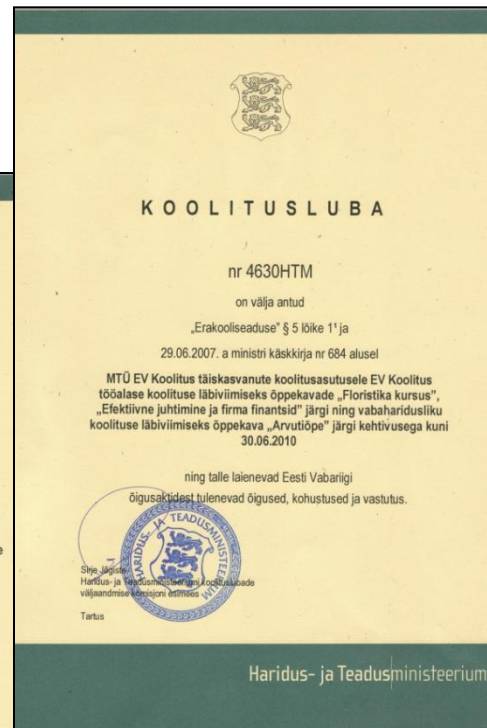 KOOLITUSLUBA
nr 4630HTM
on välja antud
„Erakooliseaduse" § 5 lõike 1¹ ja
29.06.2007. a ministri käskkirja nr 684 alusel
MTÜ EV Koolitus täiskasvanute koolitusasutusele EV Koolitus
tööalase koolituse läbiviimiseks õppekavade „Floristika kursus",
„Efektiivne juhtimine ja firma finantsid" järgi ning vabaharidusliku
koolituse läbiviimiseks õppekava „Arvutiõpe" järgi kehtivusega kuni
30.06.2010
ning talle laienevad Eesti Vabariigi
õigusaktidest tulenevad õigused, kohustused ja vastutus.
HARIDUS- JA TEADUSMINISTEERIUM
Sirje Jõgiste
Haridus- ja Teadusministeeriumi koolituslubade
väljaandmise komisjoni esimees
Tartus
Haridus- ja Teadusministeerium